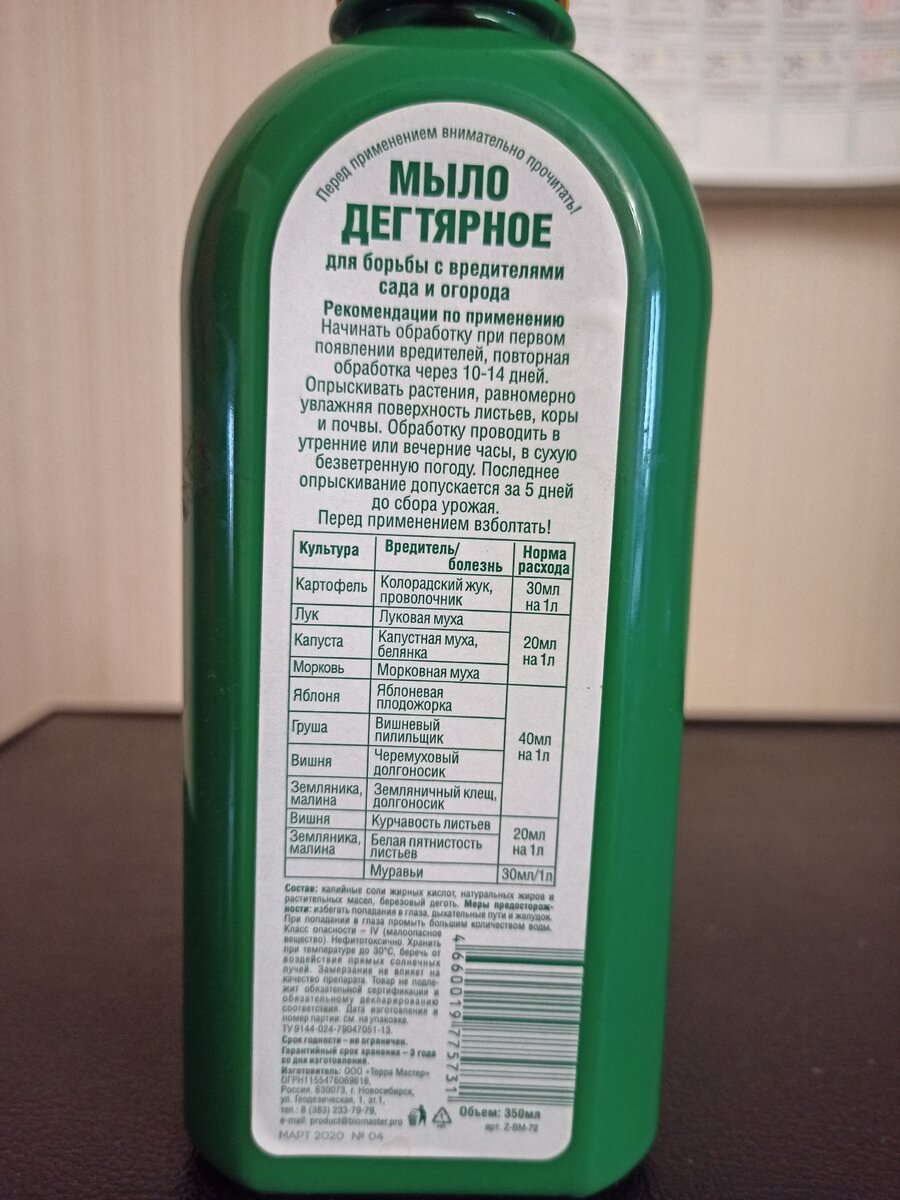 Перед применением внимательно прочитать!
МЫЛО
ДЕГТЯРНОЕ
для борьбы с вредителями
сада и огорода
Рекомендации по применению
Начинать обработку при первом
появлении вредителей, повторная
обработка через 10-14 дней.
Опрыскивать растения, равномерно
увлажняя поверхность листьев, коры
и почвы. Обработку проводить в
утренние или вечерние часы, в сухую
безветренную погоду. Последнее
опрыскивание допускается за 5 дней
до сбора урожая.
Перед применением взболтать!
Культура Вредитель/ болезнь Норма расхода
Картофель Колорадский жук, проволочник 30мл на 1л
Лук Луковая муха
Капуста Капустная муха, белянка 20мл на 1л
Морковь Морковная муха
Яблоня Яблоневая плодожорка
Груша Вишневый пилильщик 40мл на 1л
Вишня Черемуховый долгоносик
Земляника, малина Земляничный клещ, долгоносик
Вишня Курчавость листьев 20мл на 1л
Земляника, малина Белая пятнистость листьев
Муравьи 30мл/1л
Состав: калийные соли жирных кислот, натуральных жиров и
растительных масел, березовый деготь. Меры предосторож-
ности: избегать попадания в глаза, дыхательные пути и желудок.
При попадании в глаза промыть большим количеством воды.
Класс опасности – IV (малоопасное
вещество). Нефитотоксично. Хранить
при температуре до 30°С, беречь от
воздействия прямых солнечных
лучей. Замерзание не влияет на
качество препарата. Товар не подле-
жит обязательной сертификации и
обязательному декларированию
соответствия. Дата изготовления и
номер партии: см. на упаковке.
ТУ 9144-024-79047051-13.
Срок годности – не ограничен.
Гарантийный срок хранения – 3 года
со дня изготовления.
Изготовитель: ООО «Терра Мастер»
ОГРН1155476069616,
Россия, 630073, г. Новосибирск,
ул. Геодезическая, 1, эт.1,
тел.: 8 (383) 233-79-79,
e-mail: product@biomaster.pro
МАРТ 2020 № 04
4660019775731
Объем: 350мл
арт. Z-BM-72